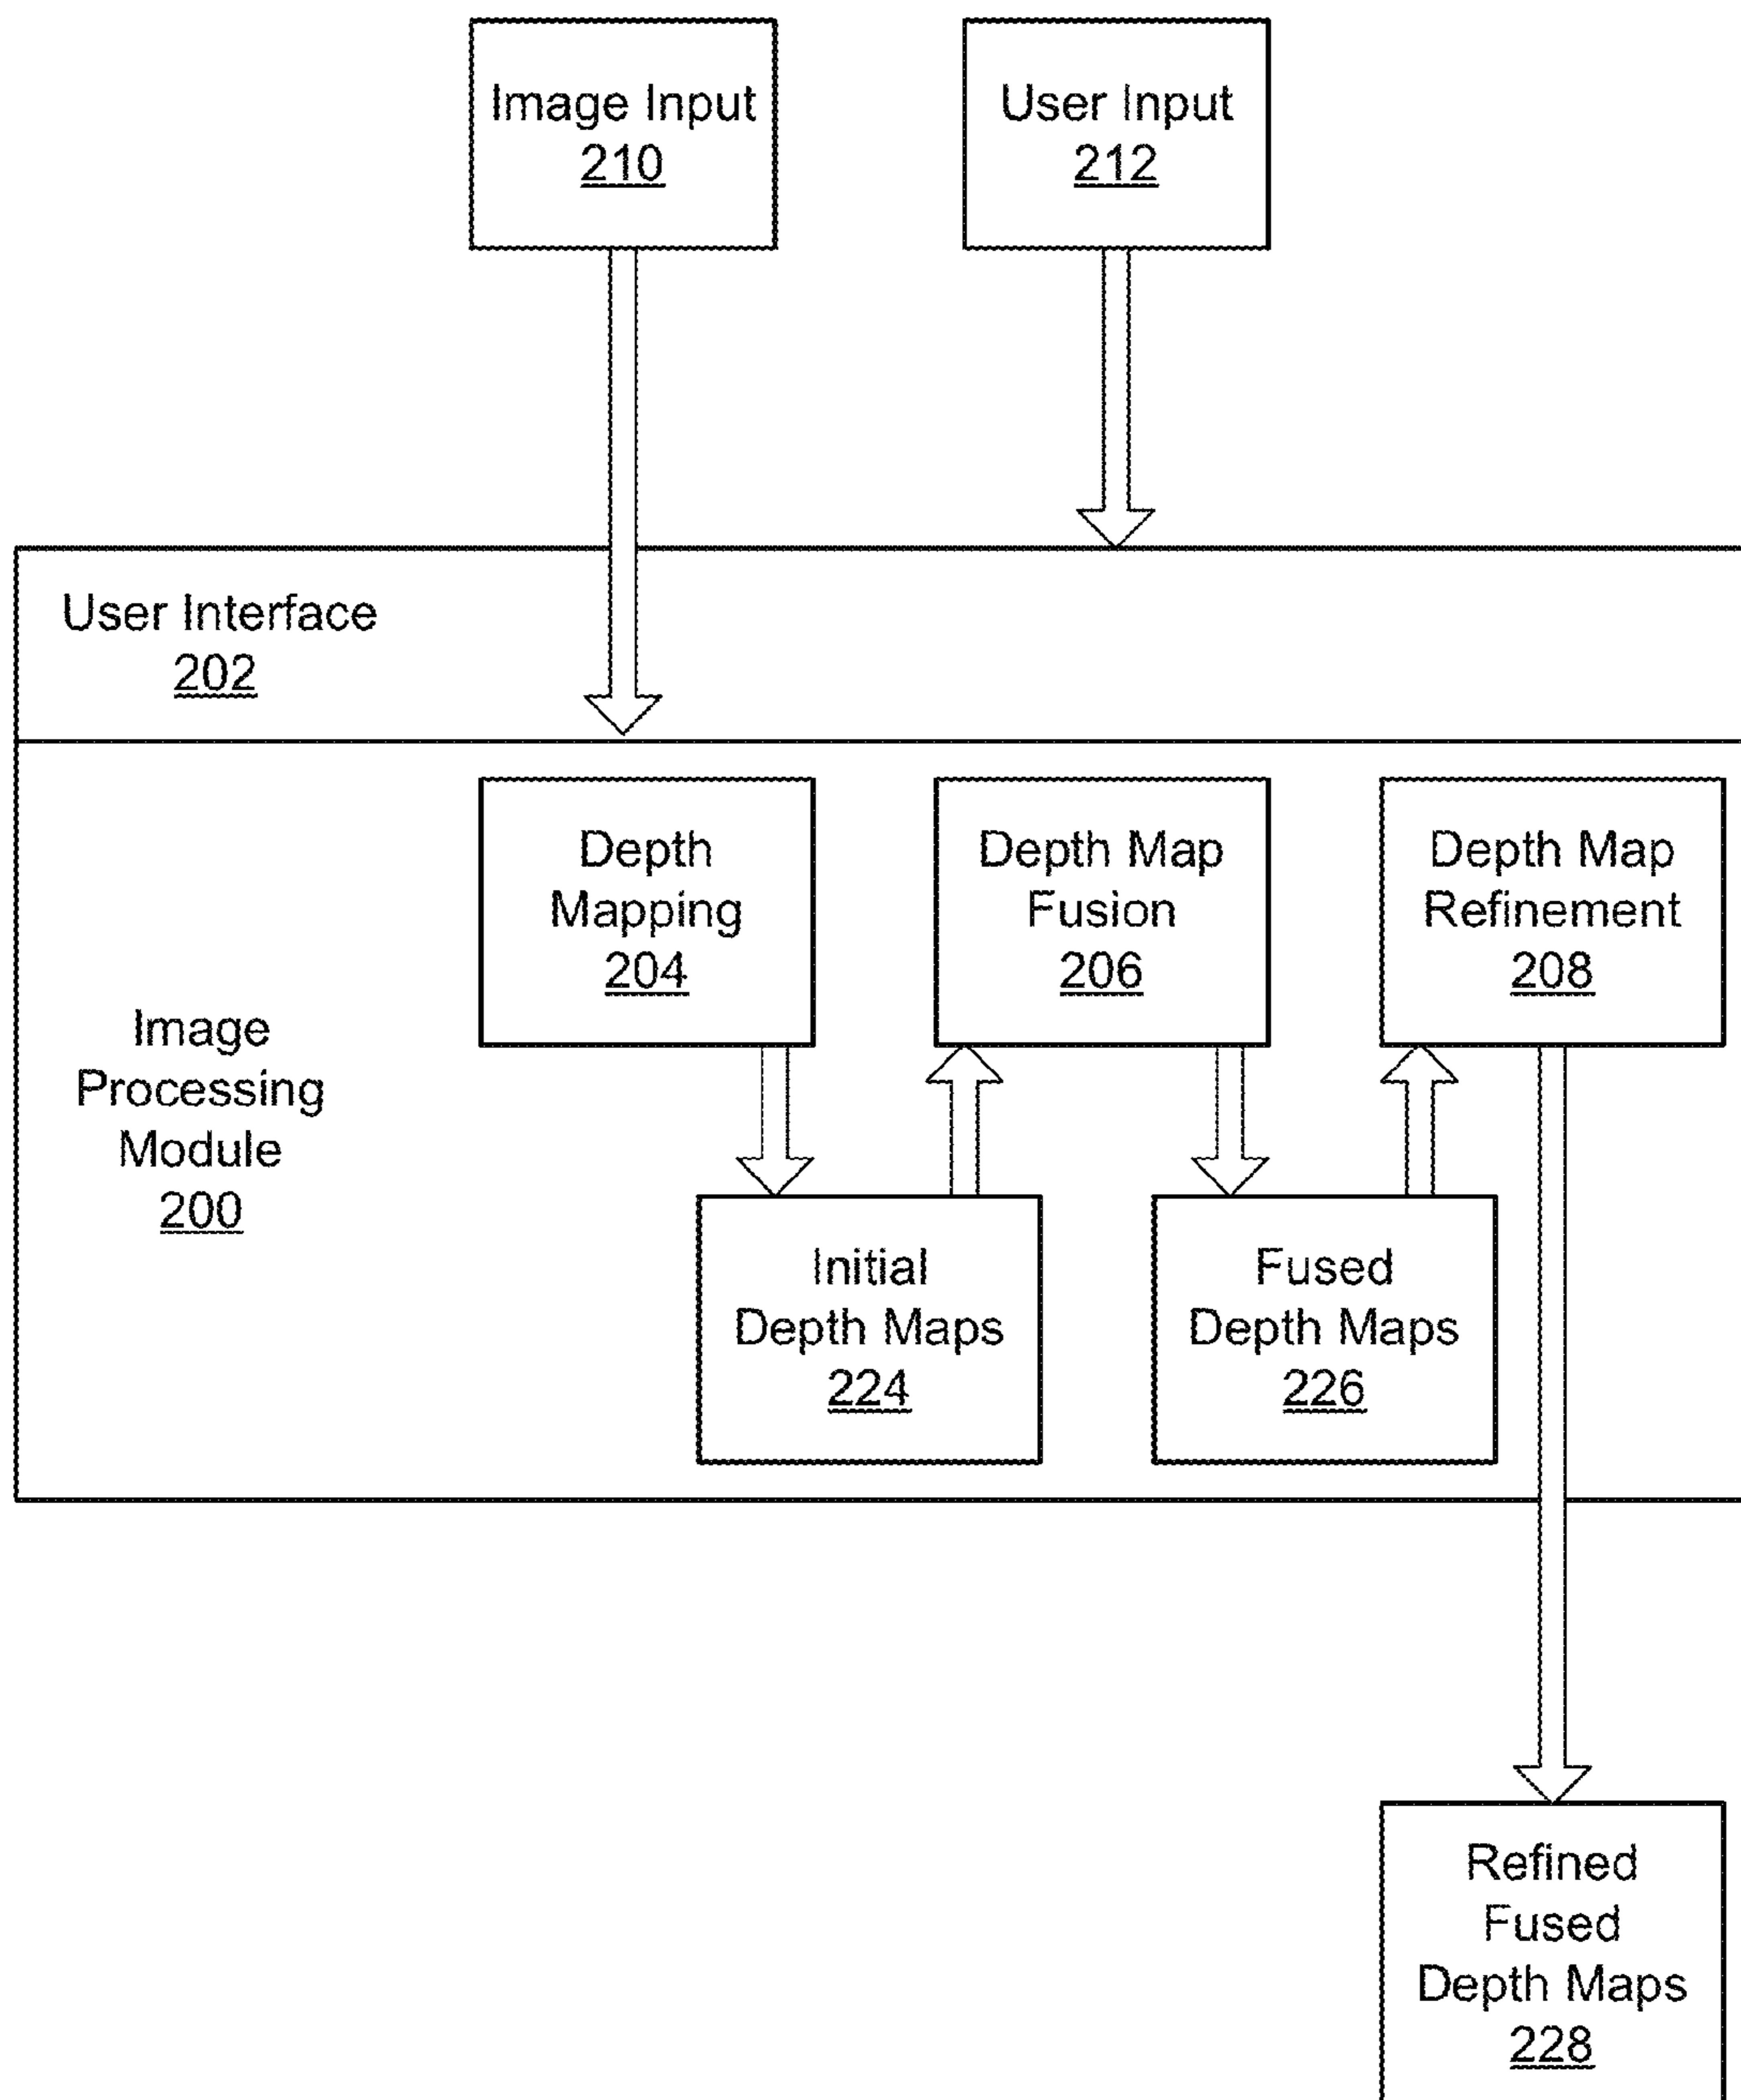 Image Input
210
User Input
212
User Interface
202
Image
Processing
Module
200
Depth
Mapping
204
Depth Map
Fusion
206
Depth Map
Refinement
208
Initial
Depth Maps
224
Fused
Depth Maps
226
Refined
Fused
Depth Maps
228